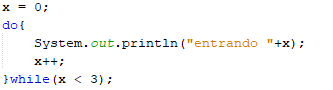 x = 0;
do{
    System.out.println("entrando "+x);
    x++;
}while(x < 3);